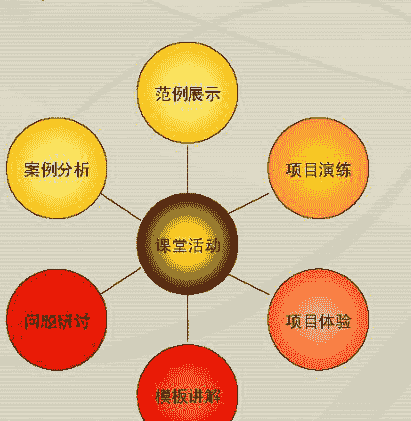 范例展示
案例分析
项目演练
课堂活动
问题研讨
项目体验
模板讲解